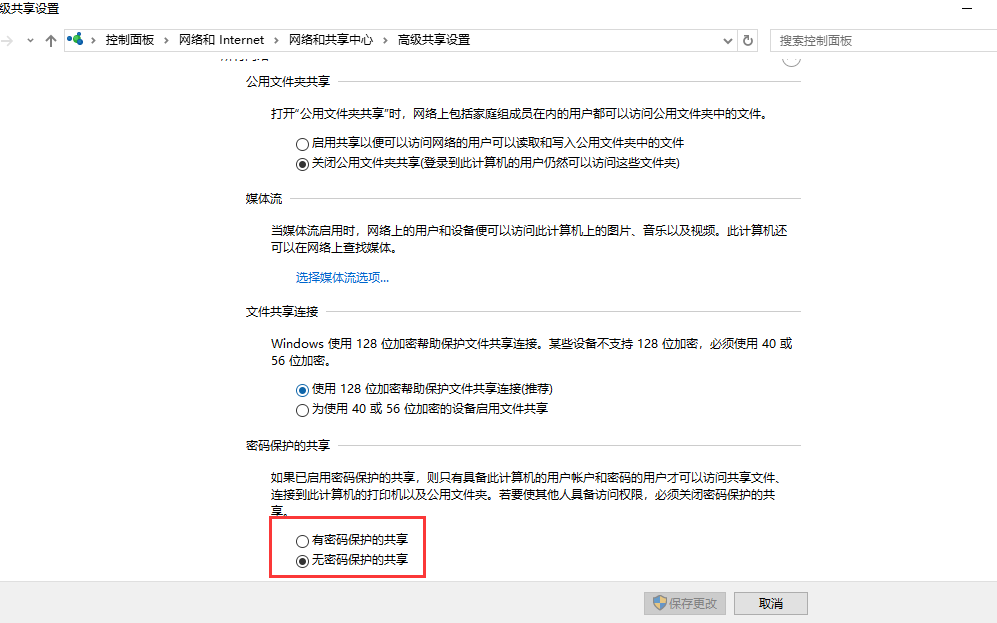 级共享设置
控制面板 网络和 Internet 网络和共享中心 高级共享设置
搜索控制面板
公用文件夹共享
打开“公用文件夹共享”时，网络上包括家庭组成员在内的用户都可以访问公用文件夹中的文件。
启用共享以便可以访问网络的用户可以读取和写入公用文件夹中的文件
关闭公用文件夹共享(登录到此计算机的用户仍然可以访问这些文件夹)
媒体流
当媒体流启用时，网络上的用户和设备便可以访问此计算机上的图片、音乐以及视频。此计算机还
可以在网络上查找媒体。
选择媒体流选项...
文件共享连接
Windows 使用 128 位加密帮助保护文件共享连接。某些设备不支持 128 位加密，必须使用 40 或
56 位加密。
使用 128 位加密帮助保护文件共享连接(推荐)
为使用 40 或 56 位加密的设备启用文件共享
密码保护的共享
如果已启用密码保护的共享，则只有具备此计算机的用户帐户和密码的用户才可以访问共享文件、
连接到此计算机的打印机以及公用文件夹。若要使其他人具备访问权限，必须关闭密码保护的共
享。
有密码保护的共享
无密码保护的共享
保存更改
取消